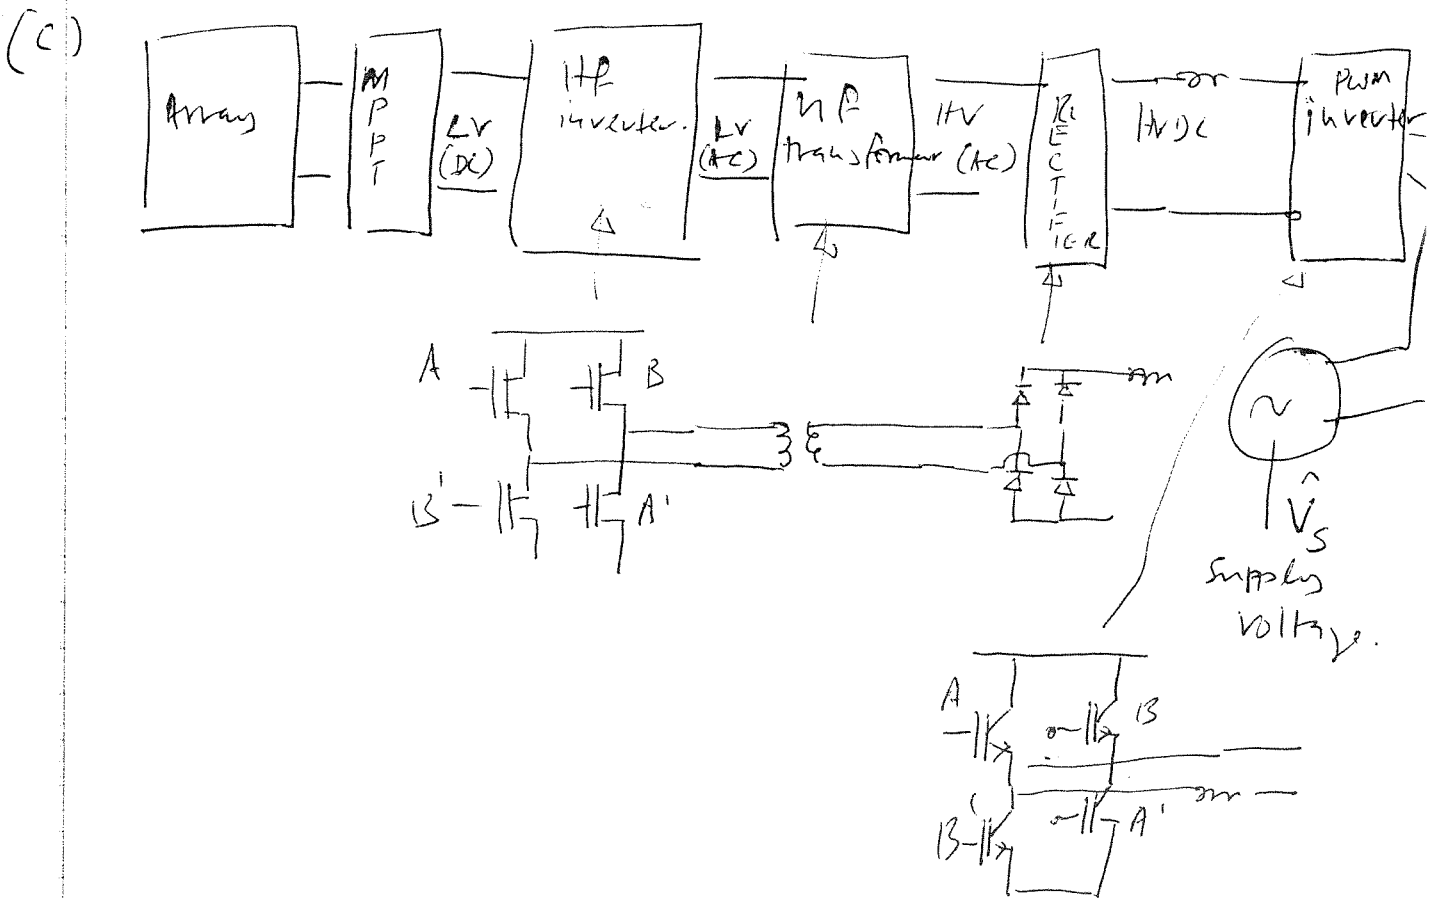 (c)
Array
MPPT
LV
(DC)
HF
inverter.
LV
(AC)
HF
transformer
HV
(AC)
RECTIFIER
HVDC
PWM
inverter
A
B
B'
A'
~
V̂s
Supply
voltage.
A
B
B'
A'